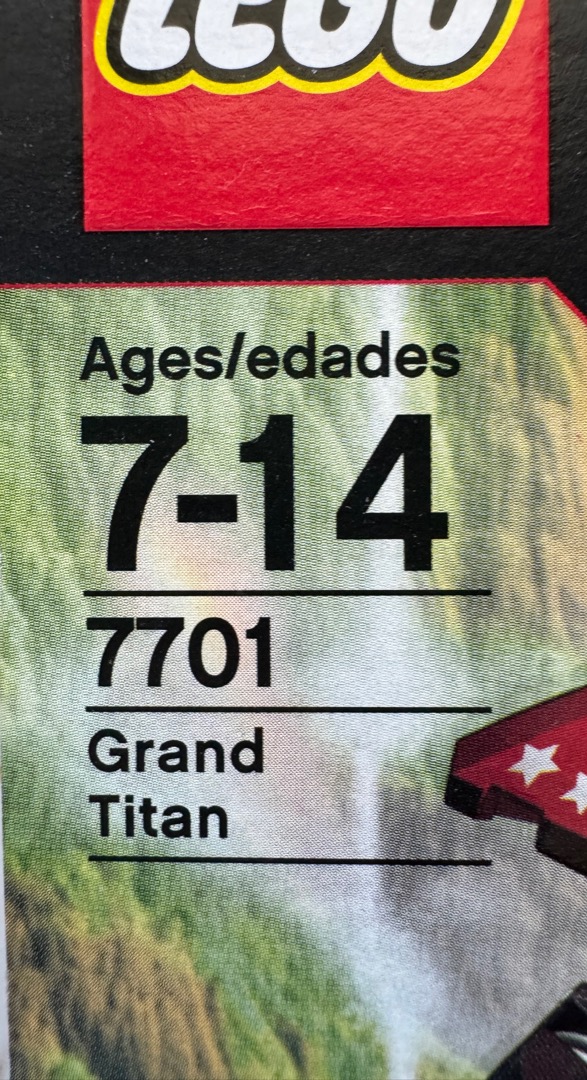 LEGO
Ages/edades
7-14
7701
Grand
Titan